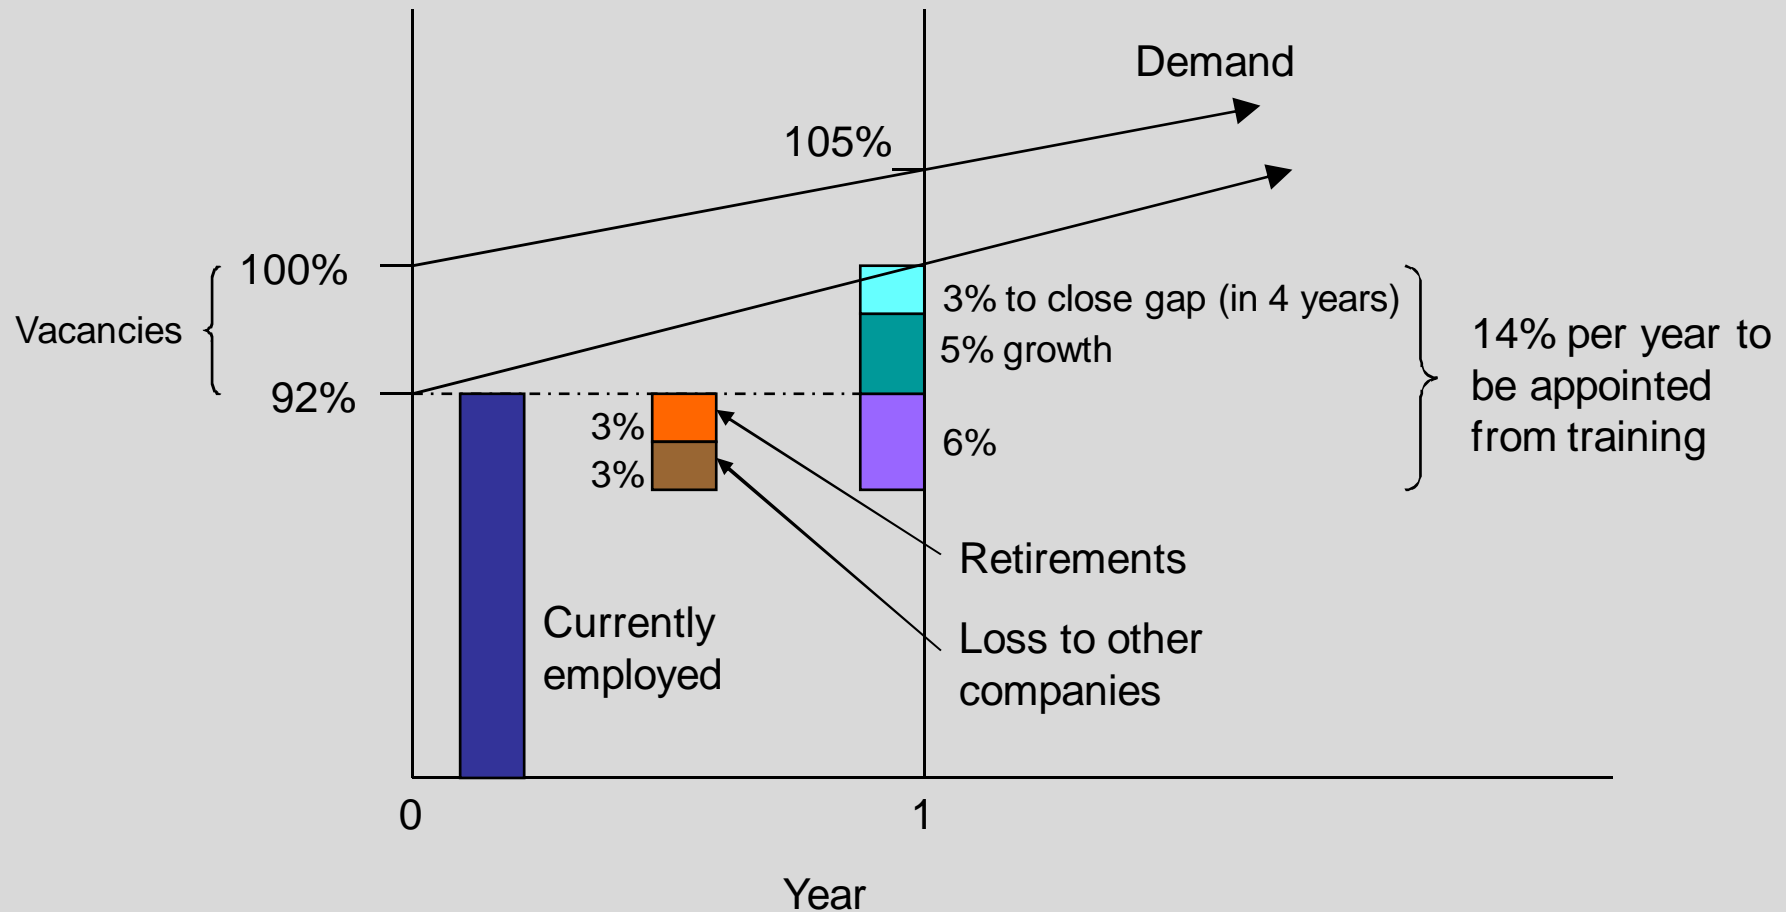 Demand
105%
100%
Vacancies
92%
3% to close gap (in 4 years)
5% growth
6%
14% per year to
be appointed
from training
3%
3%
Retirements
Loss to other
companies
Currently
employed
0
1
Year